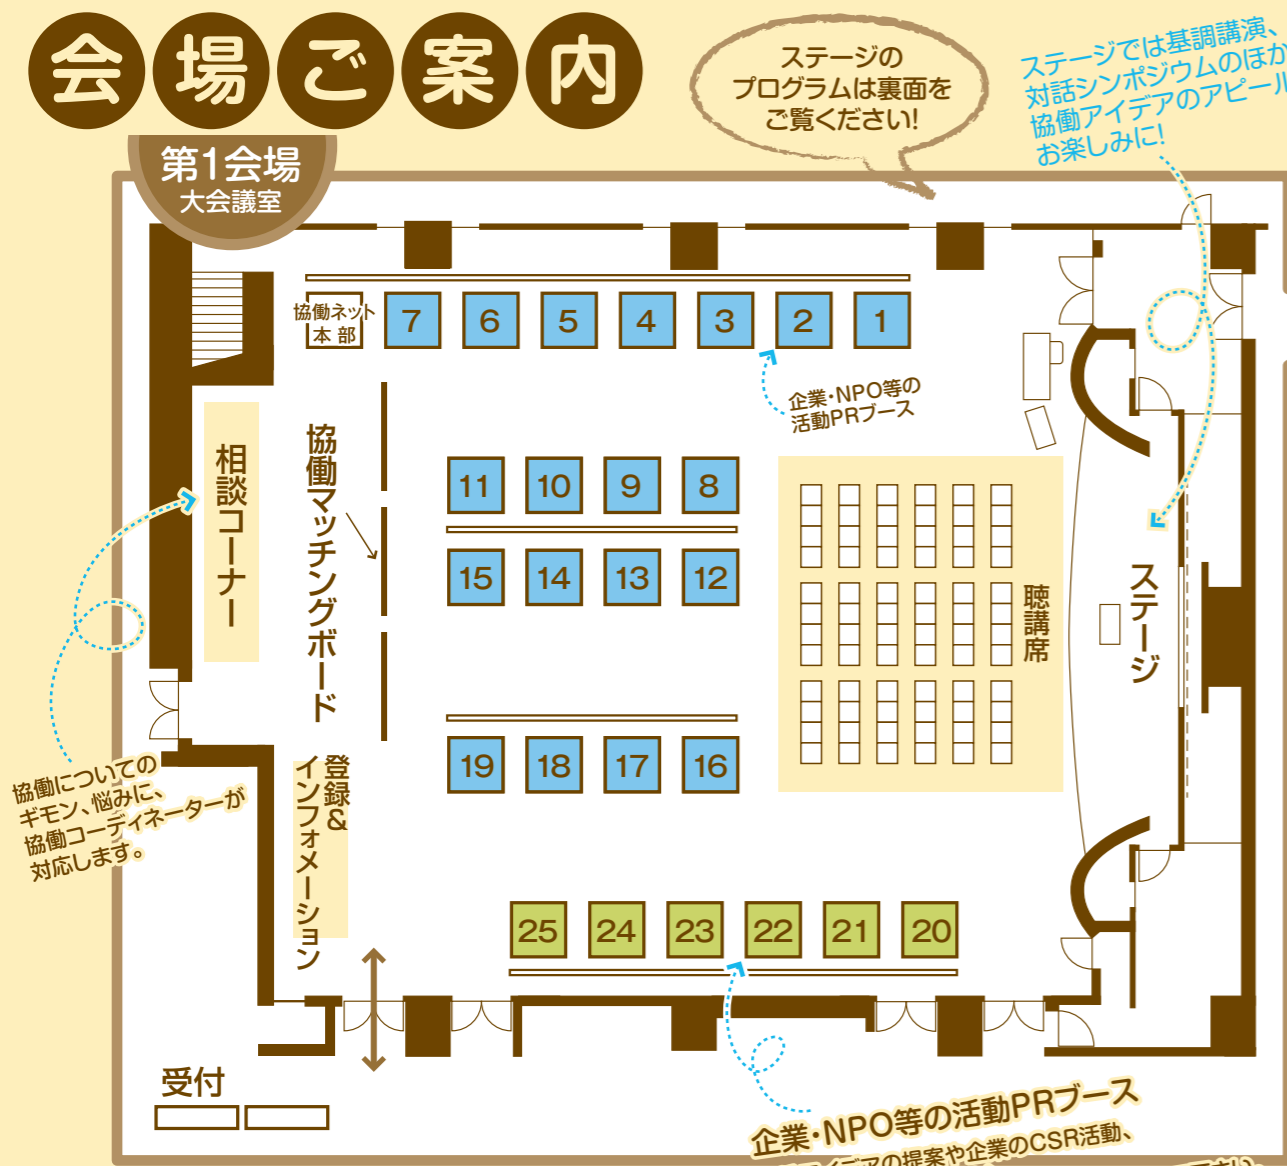 会場ご案内
第1会場
大会議室
ステージの
プログラムは裏面を
ご覧ください!
ステージでは基調講演、
対話シンポジウムのほか
協働アイデアのアピール
お楽しみに!
協働ネット
本部
7
6
5
4
3
2
1
企業・NPO等の
活動PRブース
相談コーナー
協働マッチングボード
11
10
9
8
15
14
13
12
聴講席
ステージ
19
18
17
16
協働についての
ギモン、悩みに、
協働コーディネーターが
対応します。
登録&
インフォメーション
25
24
23
22
21
20
受付
企業・NPO等の活動PRブース
アイデアの提案や企業のCSR活動、